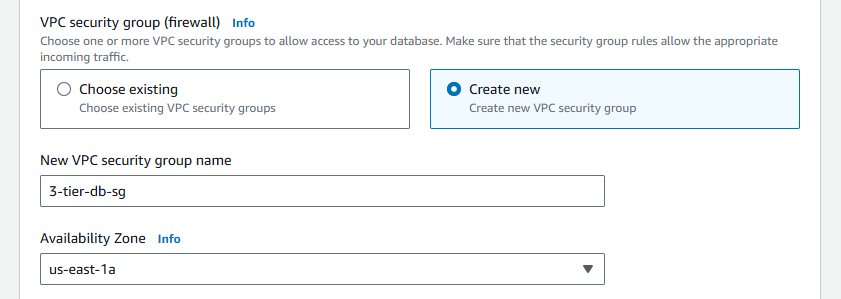 VPC security group (firewall) Info
Choose one or more VPC security groups to allow access to your database. Make sure that the security group rules allow the appropriate
incoming traffic.
Choose existing
Choose existing VPC security groups
Create new
Create new VPC security group
New VPC security group name
3-tier-db-sg
Availability Zone Info
us-east-1a